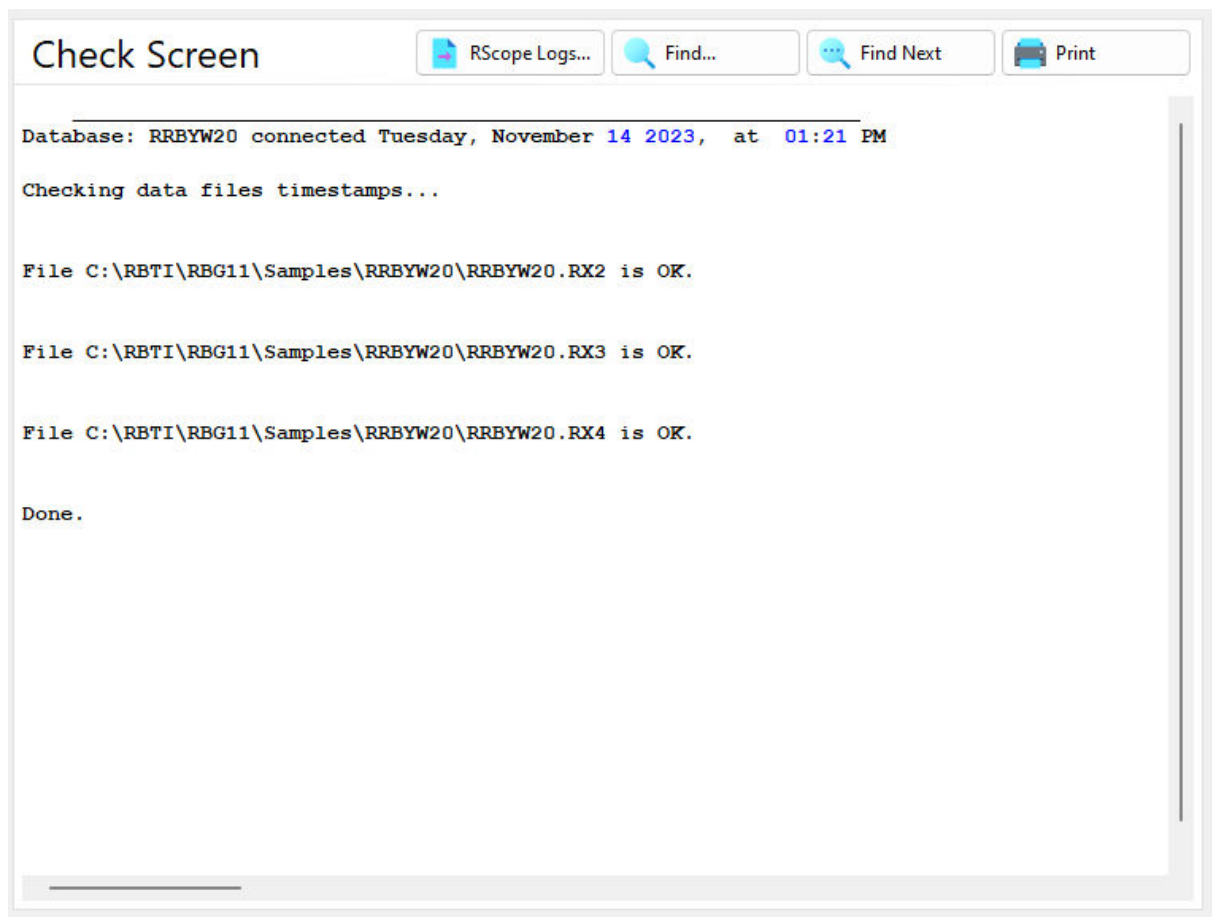 Check Screen
RScope Logs...
Find...
Find Next
Print
Database: RRBYW20 connected Tuesday, November 14 2023,  at  01:21 PM
Checking data files timestamps...
File C:\RBTI\RBG11\Samples\RRBYW20\RRBYW20.RX2 is OK.
File C:\RBTI\RBG11\Samples\RRBYW20\RRBYW20.RX3 is OK.
File C:\RBTI\RBG11\Samples\RRBYW20\RRBYW20.RX4 is OK.
Done.